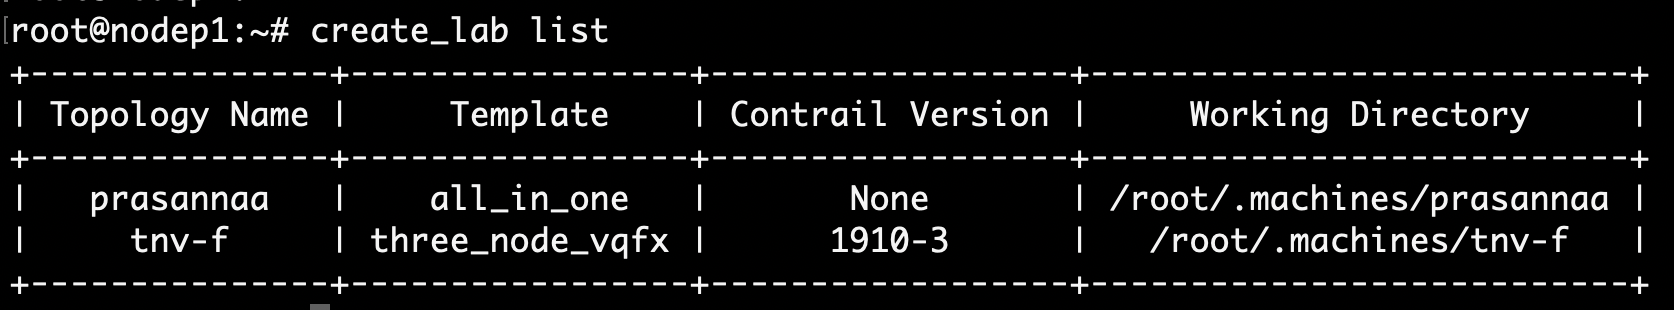 root@nodep1:~# create_lab list
+---------------+-----------------+------------------+---------------------------+
| Topology Name |     Template    | Contrail Version |     Working Directory     |
+---------------+-----------------+------------------+---------------------------+
|   prasannaa   |    all_in_one   |       None       | /root/.machines/prasannaa |
|     tnv-f     | three_node_vqfx |      1910-3      |   /root/.machines/tnv-f   |
+---------------+-----------------+------------------+---------------------------+